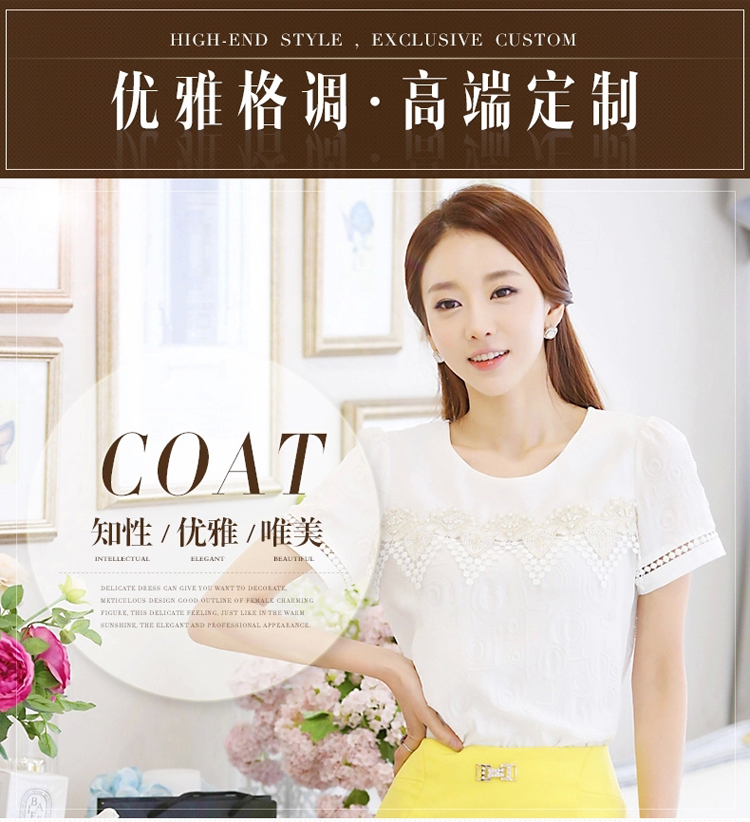 HIGH-END STYLE , EXCLUSIVE CUSTOM
优雅格调·高端定制
COAT
知性 / 优雅 / 唯美
INTELLECTUAL ELEGANT BEAUTIFUL
DELICATE DRESS CAN GIVE YOU WANT TO DECORATE,
METICULOUS DESIGN GOOD OUTLINE OF FEMALE CHARMING
FIGURE, THIS DELICATE FEELING, JUST LIKE IN THE WARM
SUNSHINE, THE ELEGANT AND PROFESSIONAL APPEARANCE.